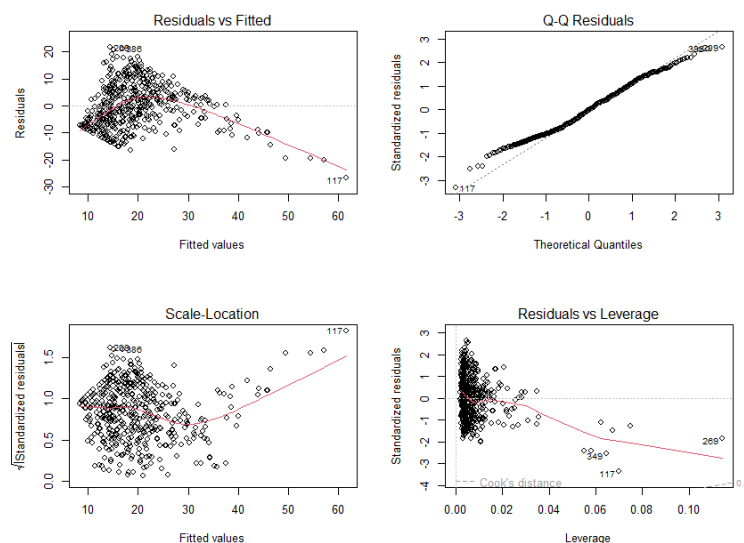 Residuals vs Fitted
Residuals
20
10
0
-10
-20
-30
386
117
10 20 30 40 50 60
Fitted values
Q-Q Residuals
Standardized residuals
3
2
1
0
-1
-2
-3
117
-3 -2 -1 0 1 2 3
Theoretical Quantiles
Scale-Location
√|Standardized residuals|
1.5
1.0
0.5
0.0
386
117
10 20 30 40 50 60
Fitted values
Residuals vs Leverage
Standardized residuals
3
2
1
0
-1
-2
-3
-4
269
349
117
Cook's distance
0.00 0.02 0.04 0.06 0.08 0.10
Leverage